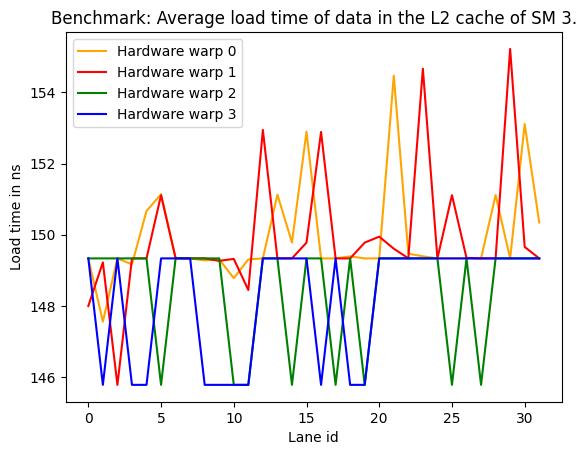 Benchmark: Average load time of data in the L2 cache of SM 3.
Hardware warp 0
Hardware warp 1
Hardware warp 2
Hardware warp 3
154
152
150
148
146
Load time in ns
0 5 10 15 20 25 30
Lane id